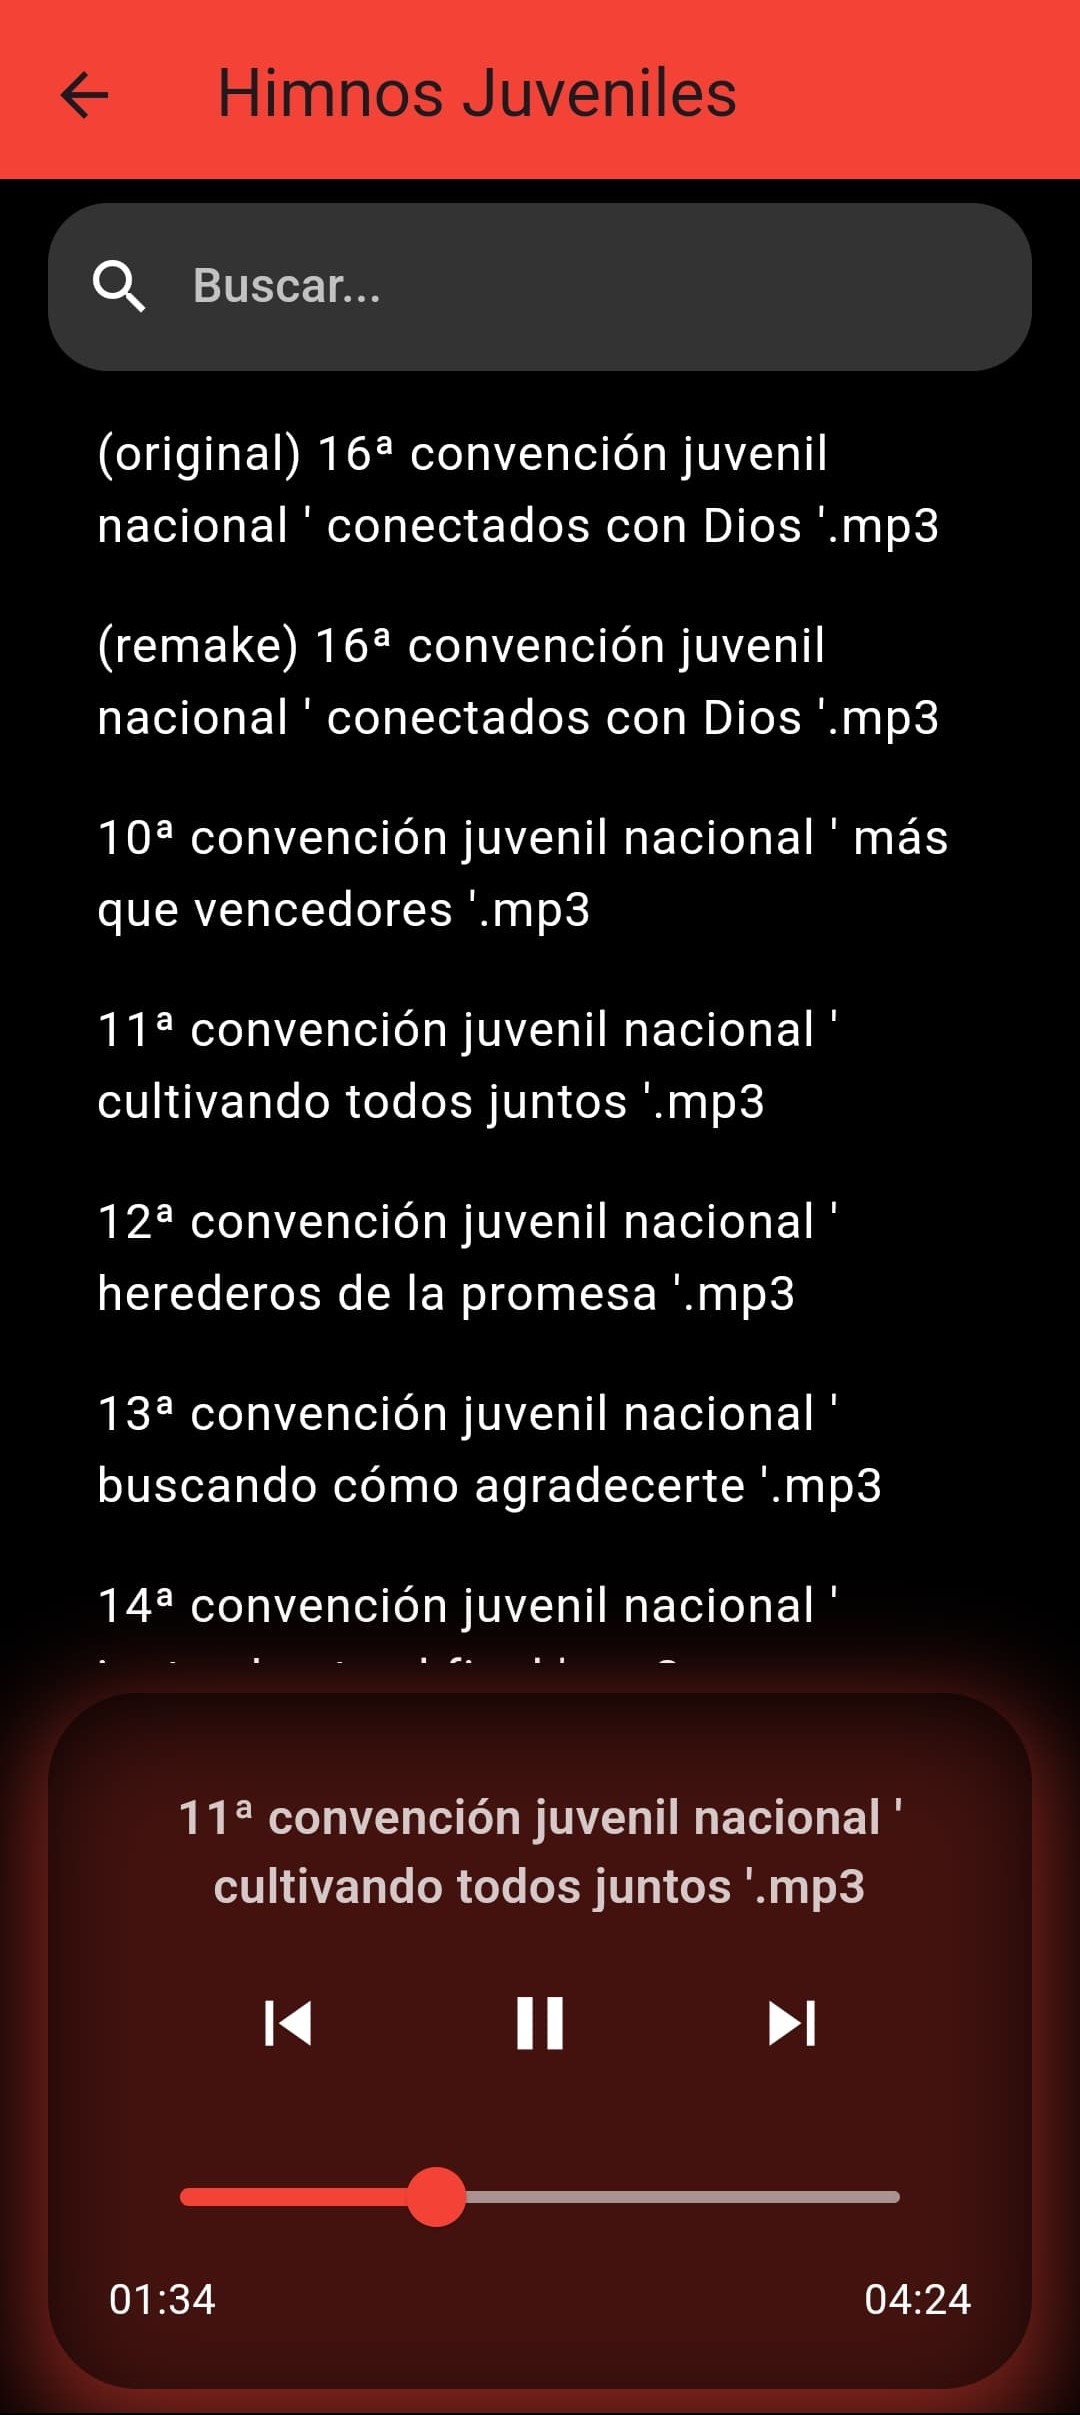 Himnos Juveniles
Buscar...
(original) 16ª convención juvenil
nacional ' conectados con Dios '.mp3
(remake) 16ª convención juvenil
nacional ' conectados con Dios '.mp3
10ª convención juvenil nacional ' más
que vencedores '.mp3
11ª convención juvenil nacional '
cultivando todos juntos '.mp3
12ª convención juvenil nacional '
herederos de la promesa '.mp3
13ª convención juvenil nacional '
buscando cómo agradecerte '.mp3
14ª convención juvenil nacional '
11ª convención juvenil nacional '
cultivando todos juntos '.mp3
01:34
04:24